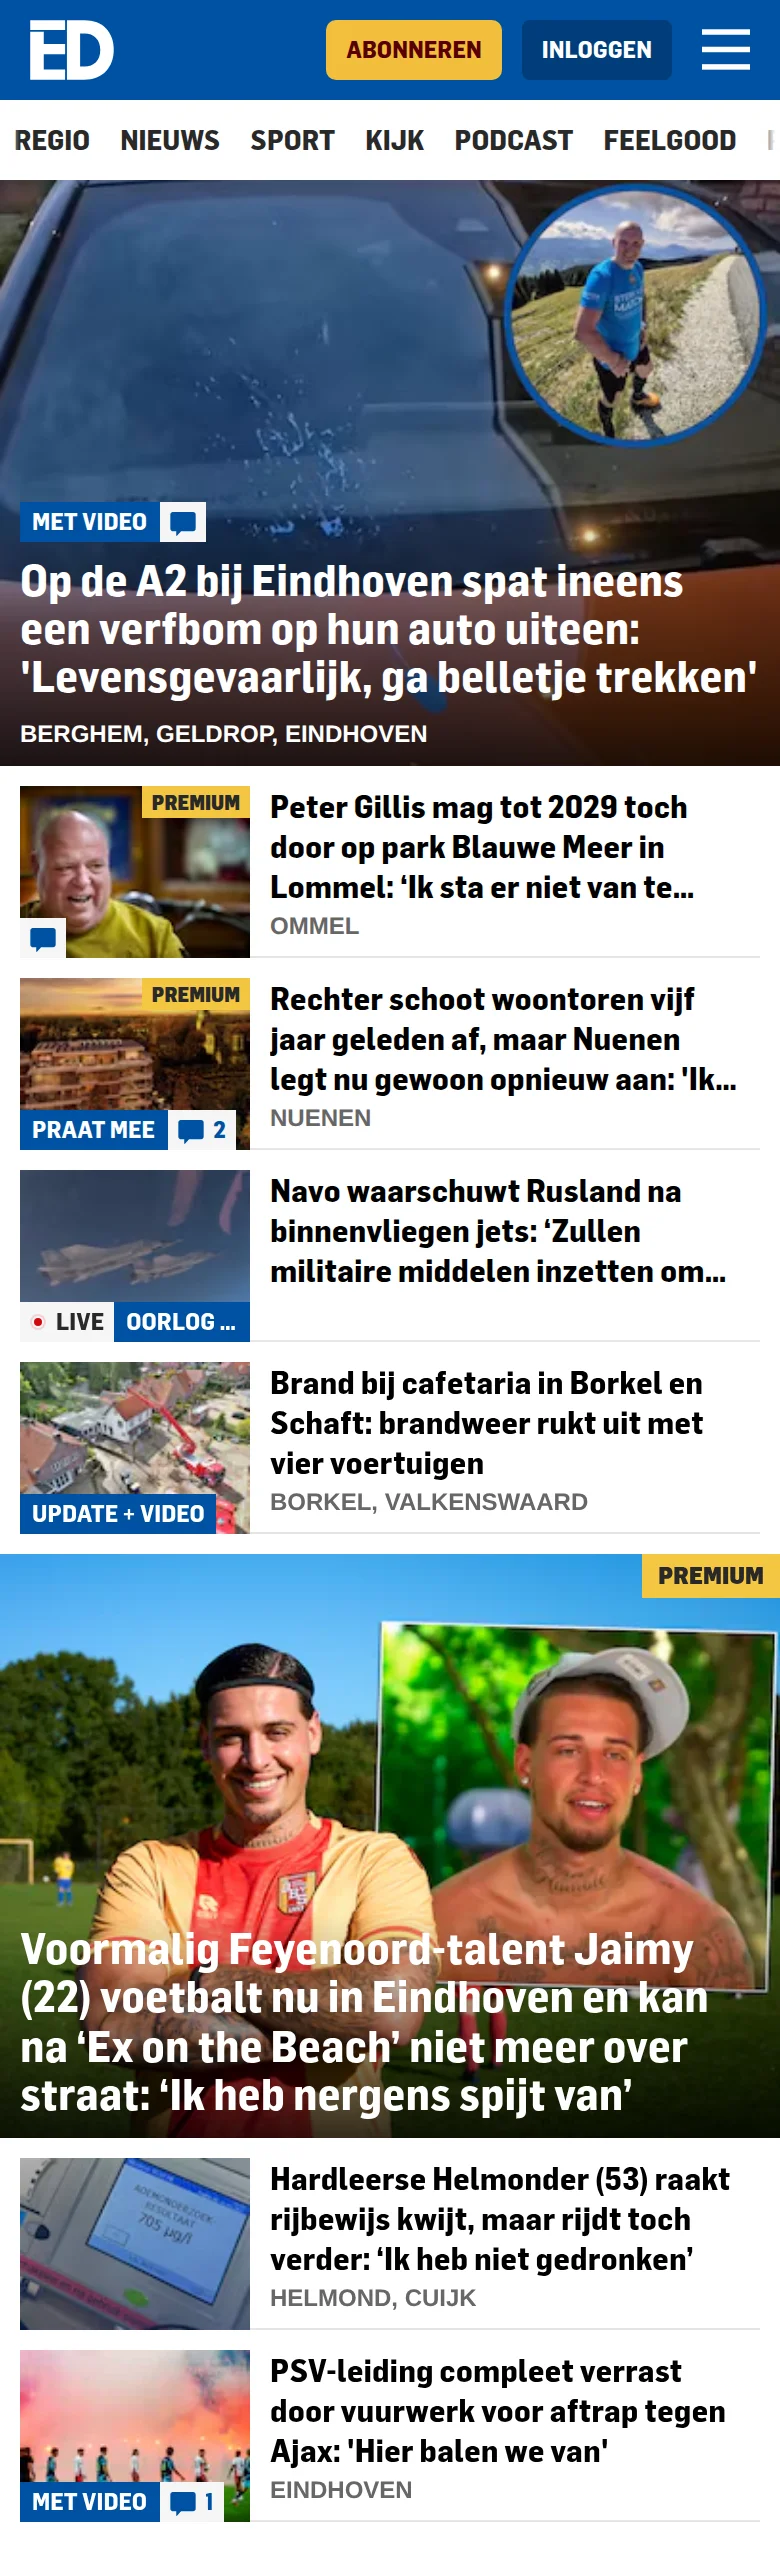 ED
ABONNEREN
INLOGGEN
REGIO NIEUWS SPORT KIJK PODCAST FEELGOOD
MET VIDEO
Op de A2 bij Eindhoven spat ineens
een verfbom op hun auto uiteen:
'Levensgevaarlijk, ga belletje trekken'
BERGHEM, GELDROP, EINDHOVEN
PREMIUM
Peter Gillis mag tot 2029 toch
door op park Blauwe Meer in
Lommel: ‘Ik sta er niet van te...
OMMEL
PREMIUM
PRAAT MEE 2
Rechter schoot woontoren vijf
jaar geleden af, maar Nuenen
legt nu gewoon opnieuw aan: 'Ik...
NUENEN
LIVE OORLOG ...
Navo waarschuwt Rusland na
binnenvliegen jets: ‘Zullen
militaire middelen inzetten om...
UPDATE + VIDEO
Brand bij cafetaria in Borkel en
Schaft: brandweer rukt uit met
vier voertuigen
BORKEL, VALKENSWAARD
PREMIUM
Voormalig Feyenoord-talent Jaimy
(22) voetbalt nu in Eindhoven en kan
na ‘Ex on the Beach’ niet meer over
straat: ‘Ik heb nergens spijt van’
ADEMONDERZOEK-
RESULTAAT
705 µg/l
Hardleerse Helmonder (53) raakt
rijbewijs kwijt, maar rijdt toch
verder: ‘Ik heb niet gedronken’
HELMOND, CUIJK
MET VIDEO 1
PSV-leiding compleet verrast
door vuurwerk voor aftrap tegen
Ajax: 'Hier balen we van'
EINDHOVEN